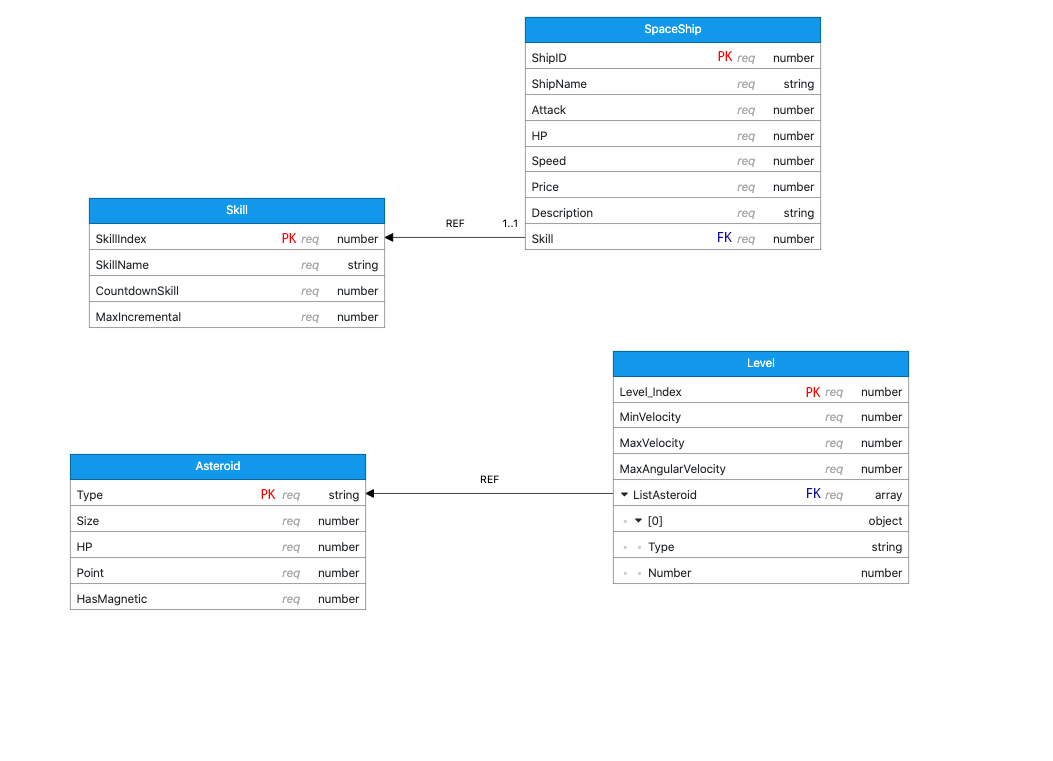 SpaceShip
ShipID PK req number
ShipName req string
Attack req number
HP req number
Speed req number
Price req number
Description req string
Skill FK req number
Skill
SkillIndex PK req number
SkillName req string
CountdownSkill req number
MaxIncremental req number
REF 1..1
Level
Level_Index PK req number
MinVelocity req number
MaxVelocity req number
MaxAngularVelocity req number
ListAsteroid FK req array
[0] object
Type string
Number number
Asteroid
Type PK req string
Size req number
HP req number
Point req number
HasMagnetic req number
REF